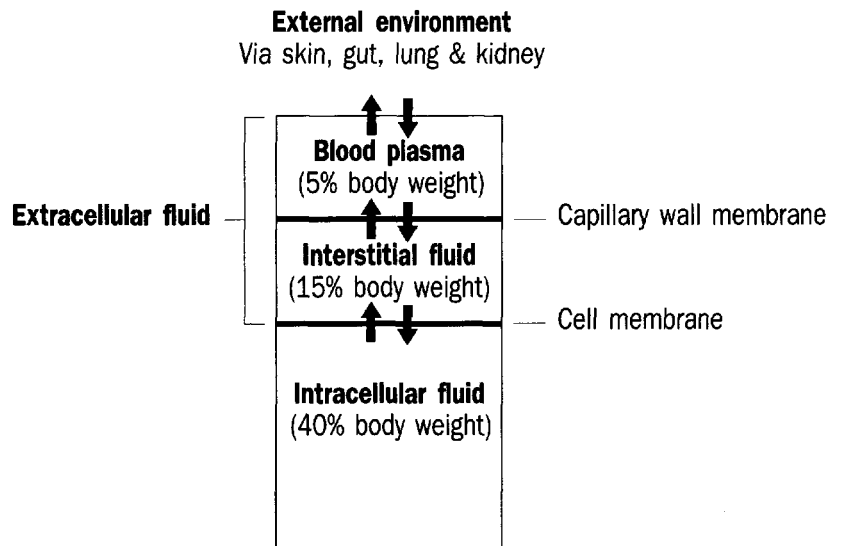 External environment
Via skin, gut, lung & kidney
Blood plasma
(5% body weight)
Extracellular fluid
Capillary wall membrane
Interstitial fluid
(15% body weight)
Cell membrane
Intracellular fluid
(40% body weight)